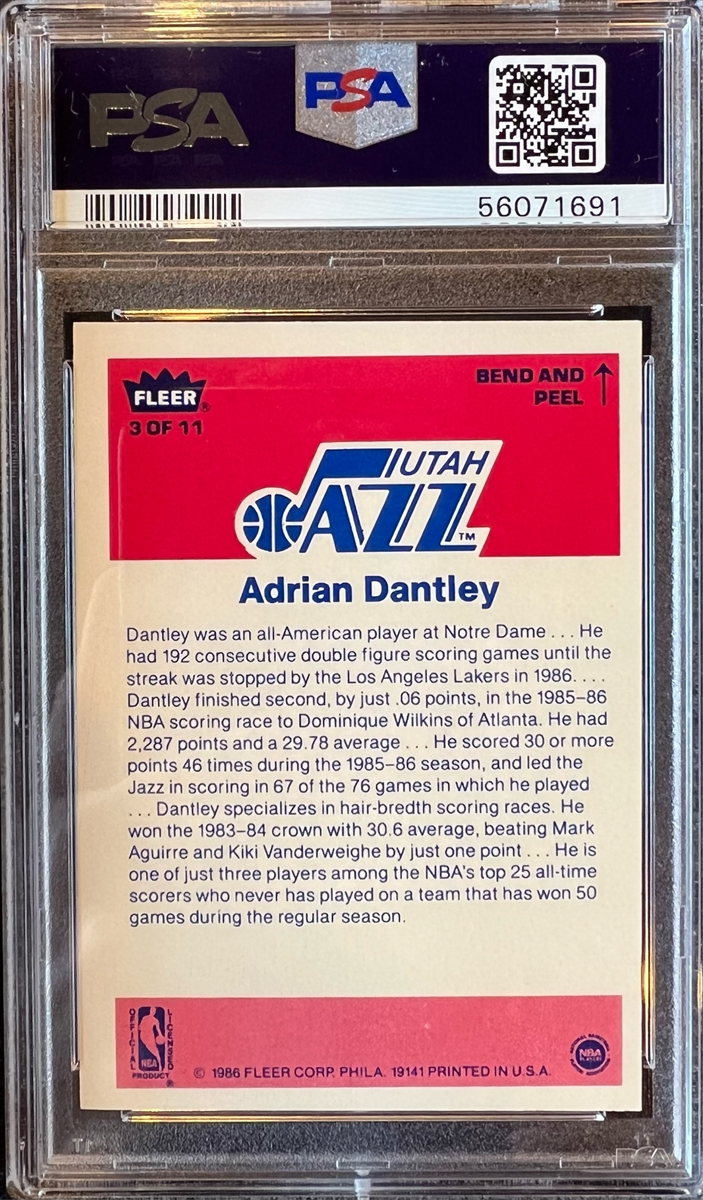 PSA
PSA
56071691
FLEER®
3 OF 11
BEND AND
PEEL
UTAH
JAZZ TM
Adrian Dantley
Dantley was an all-American player at Notre Dame . . . He
had 192 consecutive double figure scoring games until the
streak was stopped by the Los Angeles Lakers in 1986. . . .
Dantley finished second, by just .06 points, in the 1985–86
NBA scoring race to Dominique Wilkins of Atlanta. He had
2,287 points and a 29.78 average . . . He scored 30 or more
points 46 times during the 1985–86 season, and led the
Jazz in scoring in 67 of the 76 games in which he played
. . . Dantley specializes in hair-bredth scoring races. He
won the 1983–84 crown with 30.6 average, beating Mark
Aguirre and Kiki Vanderweighe by just one point . . . He is
one of just three players among the NBA's top 25 all-time
scorers who never has played on a team that has won 50
games during the regular season.
OFFICIAL
LICENSED
NBA
PRODUCT ®
© 1986 FLEER CORP. PHILA. 19141 PRINTED IN U.S.A.
NBA
PLAYERS
PSA